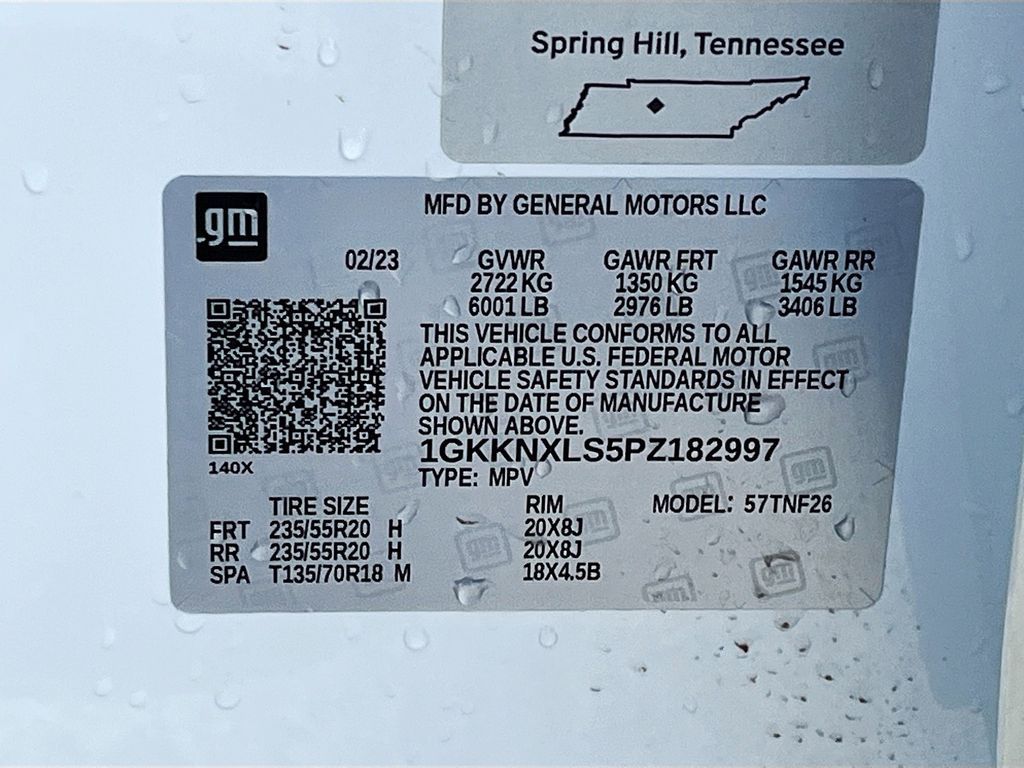 Spring Hill, Tennessee
gm
MFD BY GENERAL MOTORS LLC
02/23 GVWR GAWR FRT GAWR RR
2722 KG 1350 KG 1545 KG
6001 LB 2976 LB 3406 LB
THIS VEHICLE CONFORMS TO ALL
APPLICABLE U.S. FEDERAL MOTOR
VEHICLE SAFETY STANDARDS IN EFFECT
ON THE DATE OF MANUFACTURE
SHOWN ABOVE.
1GKKNXLS5PZ182997
140X
TYPE: MPV
TIRE SIZE RIM MODEL: 57TNF26
FRT 235/55R20 H 20X8J
RR 235/55R20 H 20X8J
SPA T135/70R18 M 18X4.5B